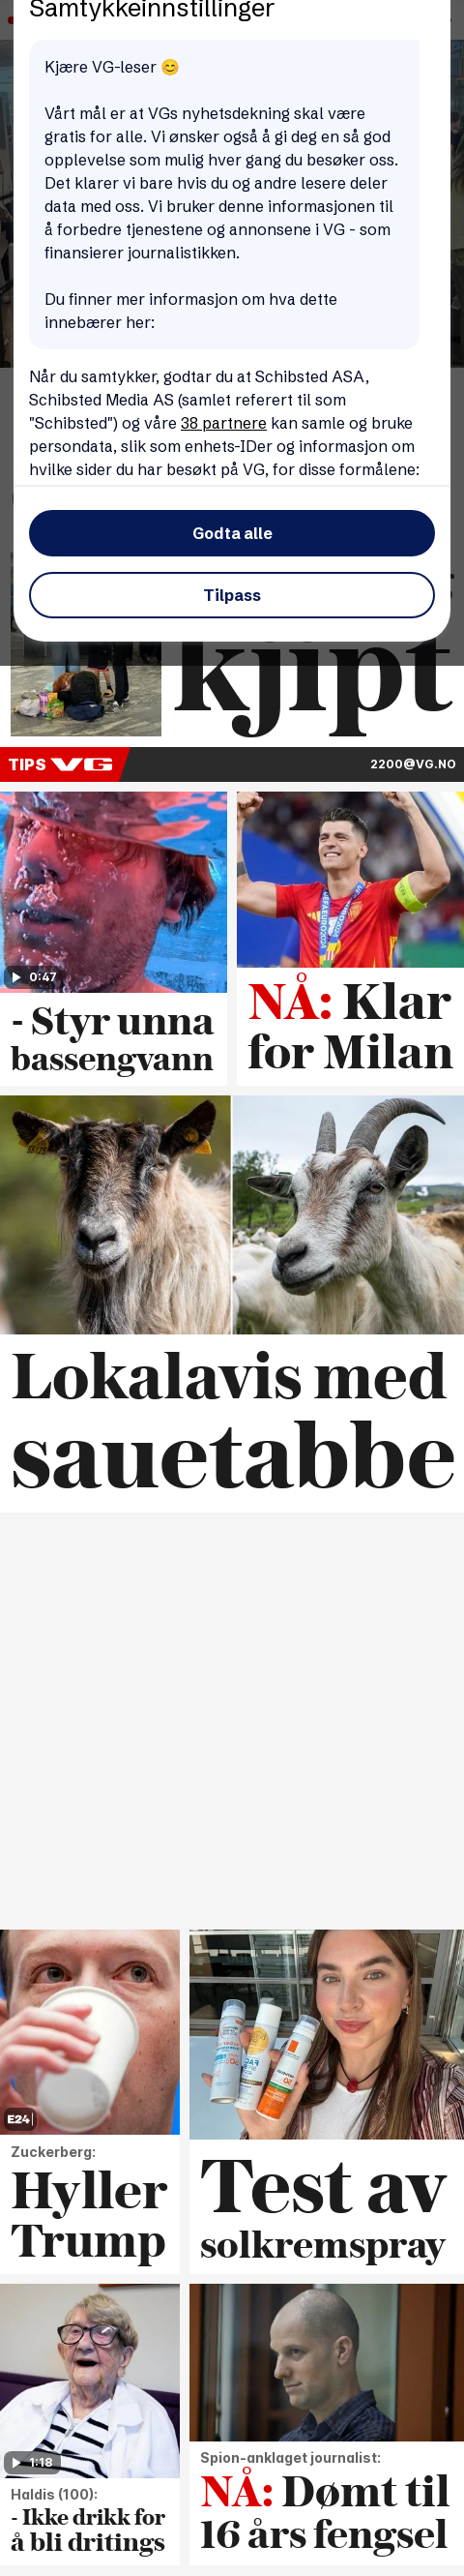 Samtykkeinnstillinger
Kjære VG-leser 😊
Vårt mål er at VGs nyhetsdekning skal være
gratis for alle. Vi ønsker også å gi deg en så god
opplevelse som mulig hver gang du besøker oss.
Det klarer vi bare hvis du og andre lesere deler
data med oss. Vi bruker denne informasjonen til
å forbedre tjenestene og annonsene i VG - som
finansierer journalistikken.
Du finner mer informasjon om hva dette
innebærer her:
Når du samtykker, godtar du at Schibsted ASA,
Schibsted Media AS (samlet referert til som
"Schibsted") og våre 38 partnere kan samle og bruke
persondata, slik som enhets-IDer og informasjon om
hvilke sider du har besøkt på VG, for disse formålene:
Godta alle
Tilpass
kjipt
TIPS VG 2200@VG.NO
0:47
- Styr unna
bassengvann
UEFA EURO2024
NÅ: Klar
for Milan
Lokalavis med
sauetabbe
E24
Zuckerberg:
Hyller
Trump
Test av
solkremspray
1:18
Haldis (100):
- Ikke drikk for
å bli dritings
Spion-anklaget journalist:
NÅ: Dømt til
16 års fengsel